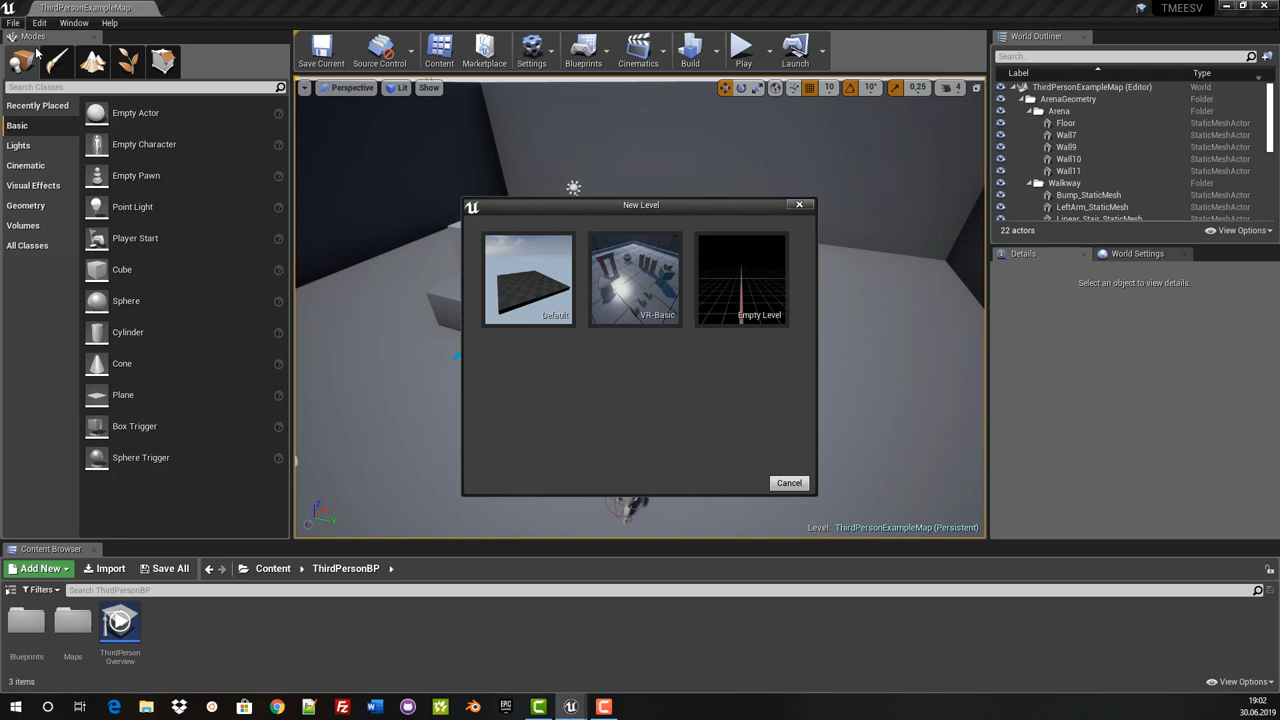 ThirdPersonExampleMap
TMEESV
File Edit Window Help
Modes
Search Classes
Recently Placed
Basic
Lights
Cinematic
Visual Effects
Geometry
Volumes
All Classes
Empty Actor
Empty Character
Empty Pawn
Point Light
Player Start
Cube
Sphere
Cylinder
Cone
Plane
Box Trigger
Sphere Trigger
Save Current
Source Control
Content
Marketplace
Settings
Blueprints
Cinematics
Build
Play
Launch
Perspective
Lit
Show
10
10°
0,25
4
New Level
Default
VR-Basic
Empty Level
Cancel
Level: ThirdPersonExampleMap (Persistent)
World Outliner
Search...
Label Type
ThirdPersonExampleMap (Editor) World
ArenaGeometry Folder
Arena Folder
Floor StaticMeshActor
Wall7 StaticMeshActor
Wall9 StaticMeshActor
Wall10 StaticMeshActor
Wall11 StaticMeshActor
Walkway Folder
Bump_StaticMesh StaticMeshActor
LeftArm_StaticMesh StaticMeshActor
Linear_Stair_StaticMesh StaticMeshActor
22 actors
View Options
Details
World Settings
Select an object to view details.
Content Browser
Add New
Import
Save All
Content
ThirdPersonBP
Filters
Search ThirdPersonBP
Blueprints
Maps
ThirdPerson
Overview
3 items
View Options
EPIC
GAMES
19:02
30.06.2019